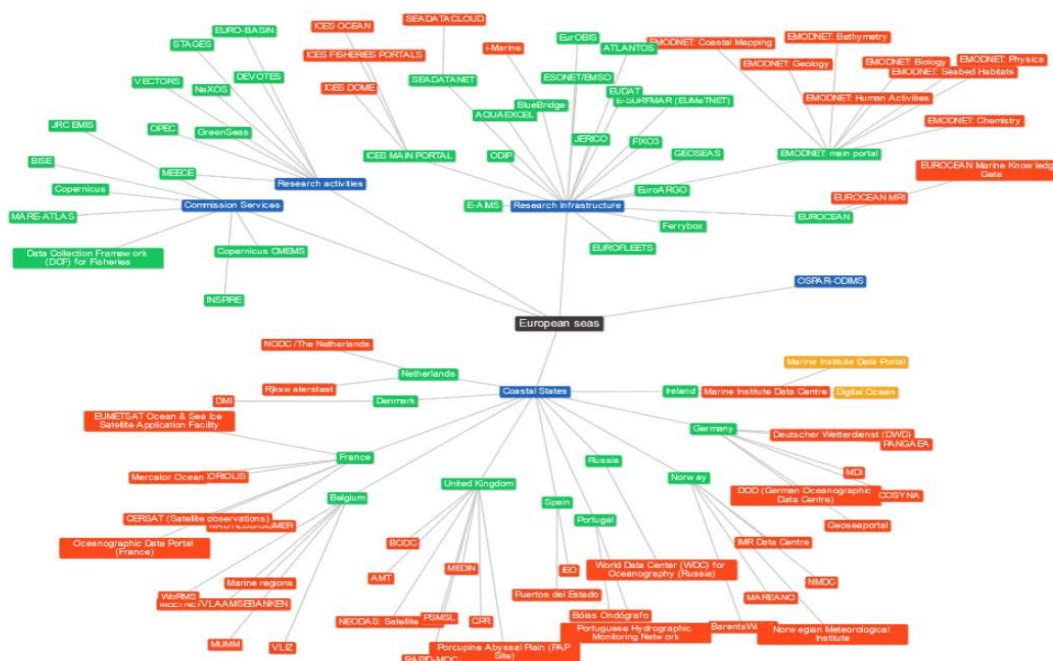 EURO-BASIN
STAGES
VECTORS
DEVOTES
NeXOS
JRC EMIS
OPEC
GreenSeas
BISE
MEECE
Research activities
Copernicus
Commission Services
MARE-ATLAS
Data Collection Framework
(DCF) for Fisheries
Copernicus CMEMS
INSPIRE
ICES OCEAN
SEADATACLOUD
ICES FISHERIES PORTALS
SEADATANET
ICES DOME
ICES MAIN PORTAL
i-Marine
EurOBIS
ATLANTOS
ESONET/EMSO
EUDAT
BlueBridge
E-SURFMAR (EUMeTNET)
AQUAEXCEL
JERICO
FIXO3
ODIP
GEOSEAS
EuroARGO
E-AIMS
Research Infrastructure
Ferrybox
EUROFLEETS
EMODNET: Coastal Mapping
EMODNET: Bathymetry
EMODNET: Geology
EMODNET: Biology
EMODNET: Physics
EMODNET: Seabed Habitats
EMODNET: Human Activities
EMODNET: Chemistry
EMODNET: main portal
EUROCEAN Marine Knowled
Gate
EUROCEAN MRI
EUROCEAN
OSPAR-ODIMS
European seas
NODC /The Netherlands
Netherlands
Rijkswaterstaat
Coastal States
Denmark
DMI
EUMETSAT Ocean & Sea Ice
Satellite Application Facility
France
Mercator Ocean
CORIOLIS
Belgium
CERSAT (Satellite observations)
Oceanographic Data Portal
(France)
WoRMS
Marine regions
MUMM
VLIZ
United Kingdom
BODC
AMT
MEDIN
NEODAS: Satellite
PSMSL
CPR
RAPID-MOC
Porcupine Abyssal Plain (PAP
Site)
Spain
IEO
Puertos del Estado
Russia
Portugal
World Data Center (WDC) for
Oceanography (Russia)
Bóias Ondógrafo
Portuguese Hydrographic
Monitoring Network
Norway
IMR Data Centre
NMDC
MAREANO
Norwegian Meteorological
Institute
Ireland
Marine Institute Data Portal
Marine Institute Data Centre
Digital Ocean
Germany
Deutscher Wetterdienst (DWD)
PANGAEA
MDI
DOD (German Oceanographic
Data Centre)
COSYNA
Geoseaportal